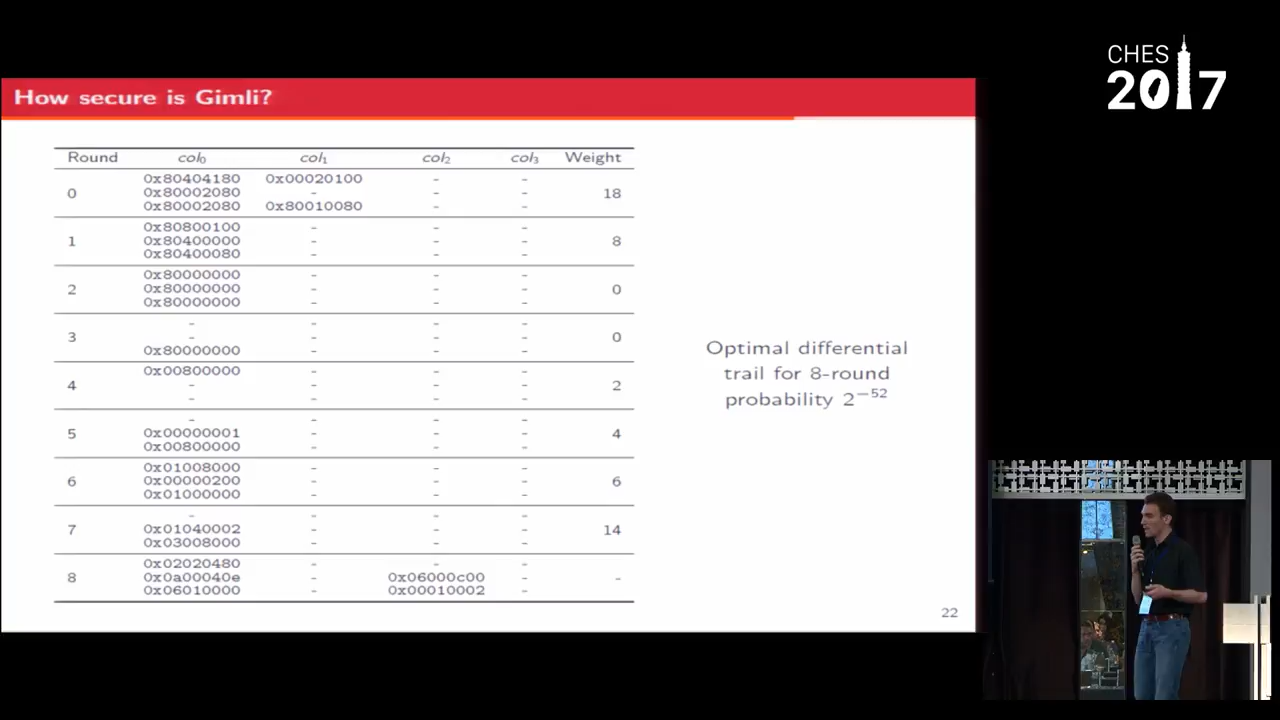 CHES
2017
How secure is Gimli?
Round col₀ col₁ col₂ col₃ Weight
0x80404180 0x00020100 - -
0 0x80002080 - - - 18
0x80002080 0x80010080 - -
0x80800100 - - -
1 0x80400000 - - - 8
0x80400080 - - -
0x80000000 - - -
2 0x80000000 - - - 0
0x80000000 - - -
- - - -
3 - - - - 0
0x80000000 - - -
0x00800000 - - -
4 - - - - 2
- - - -
- - - -
5 0x00000001 - - - 4
0x00800000 - - -
0x01008000 - - -
6 0x00000200 - - - 6
0x01000000 - - -
- - - -
7 0x01040002 - - - 14
0x03008000 - - -
0x02020480 - - -
8 0x0a00040e - 0x06000c00 - -
0x06010000 - 0x00010002 -
Optimal differential
trail for 8-round
probability 2⁻⁵²
22